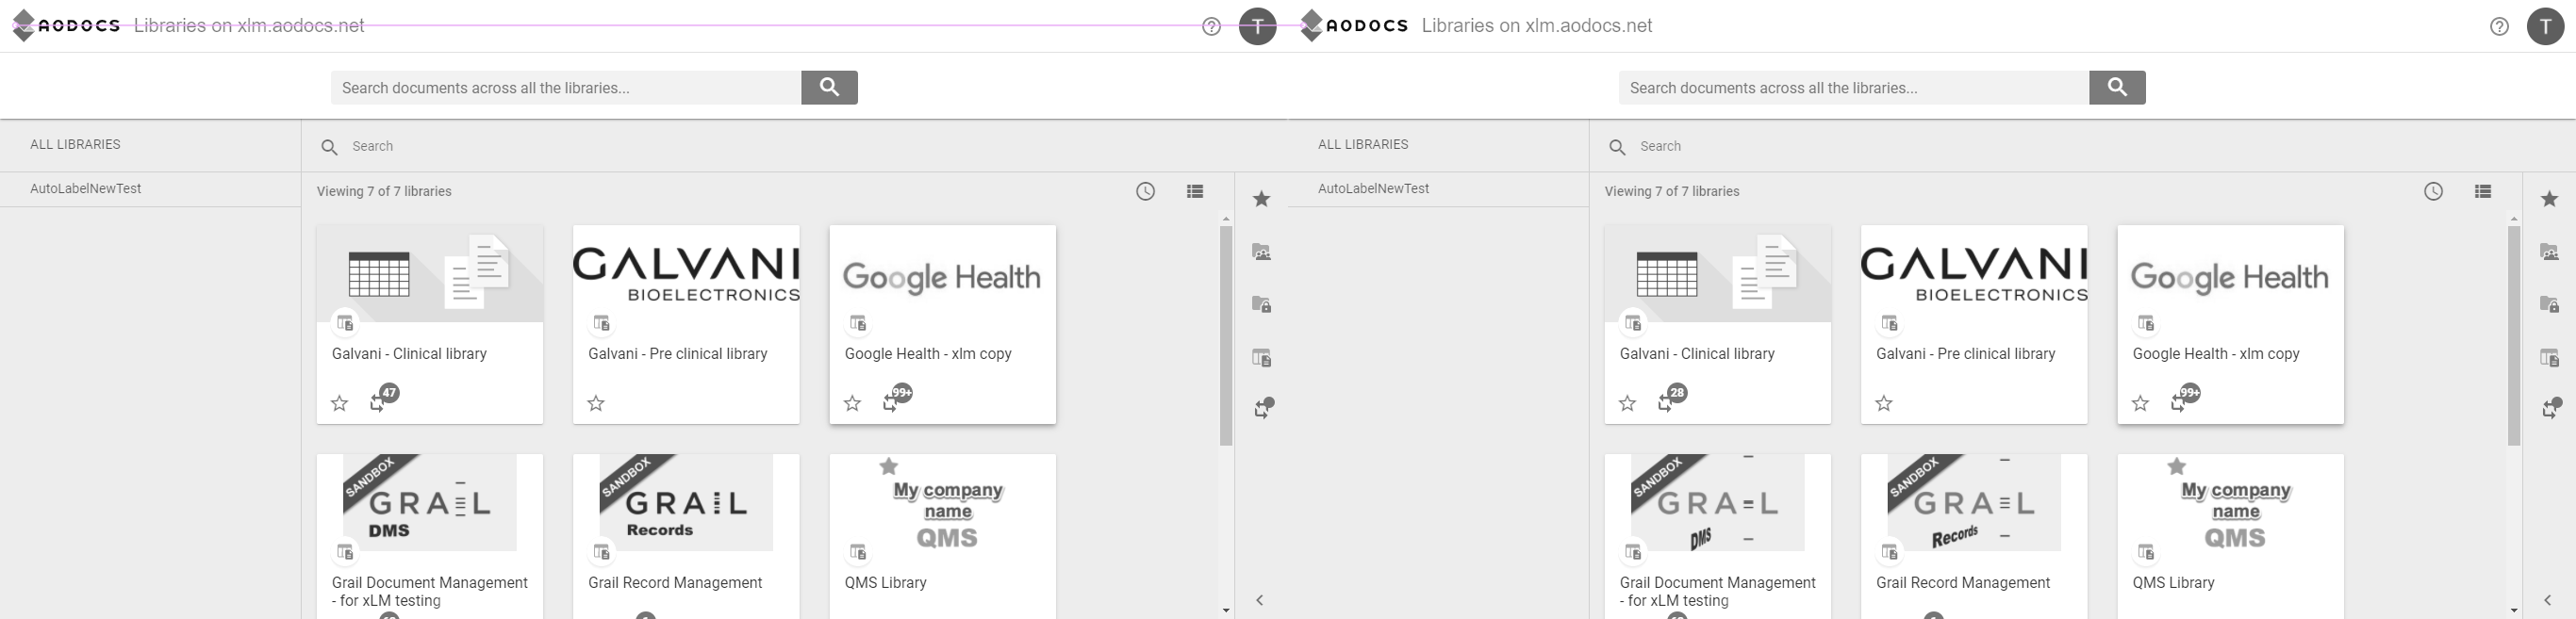 AODOCS Libraries on xlm.aodocs.net
T
Search documents across all the libraries...
ALL LIBRARIES
Search
AutoLabelNewTest
Viewing 7 of 7 libraries
GALVANI
BIOELECTRONICS
Google Health
Galvani - Clinical library
Galvani - Pre clinical library
Google Health - xlm copy
47
99+
SANDBOX
GRAIL
DMS
SANDBOX
GRAIL
Records
My company
name
QMS
Grail Document Management
- for xLM testing
Grail Record Management
QMS Library
AODOCS Libraries on xlm.aodocs.net
T
Search documents across all the libraries...
ALL LIBRARIES
Search
AutoLabelNewTest
Viewing 7 of 7 libraries
GALVANI
BIOELECTRONICS
Google Health
Galvani - Clinical library
Galvani - Pre clinical library
Google Health - xlm copy
28
99+
SANDBOX
GRAIL
DMS
SANDBOX
GRAIL
Records
My company
name
QMS
Grail Document Management
- for xLM testing
Grail Record Management
QMS Library